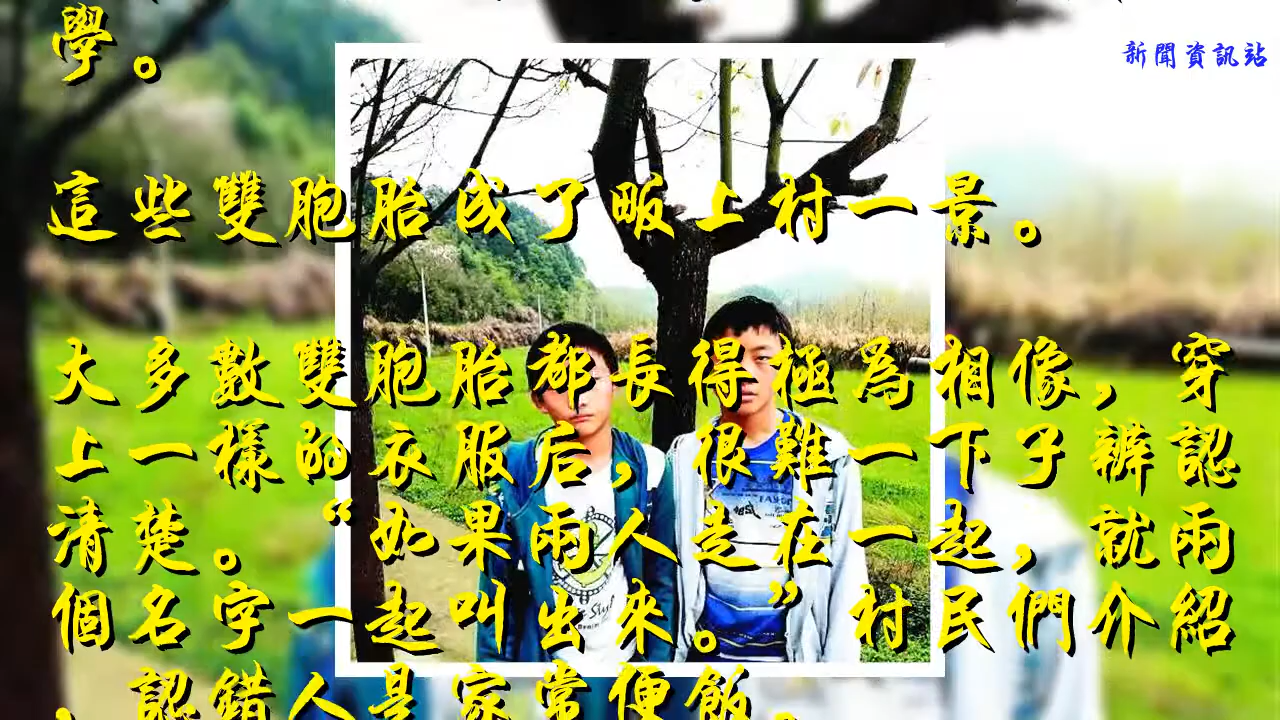 學。
新聞資訊站
這些雙胞胎成了畈上村一景。
大多數雙胞胎都長得極為相像，穿
上一樣的衣服后，很難一下子辨認
清楚。“如果兩人走在一起，就兩
個名字一起叫出來。”村民們介紹
，認錯人是家常便飯。